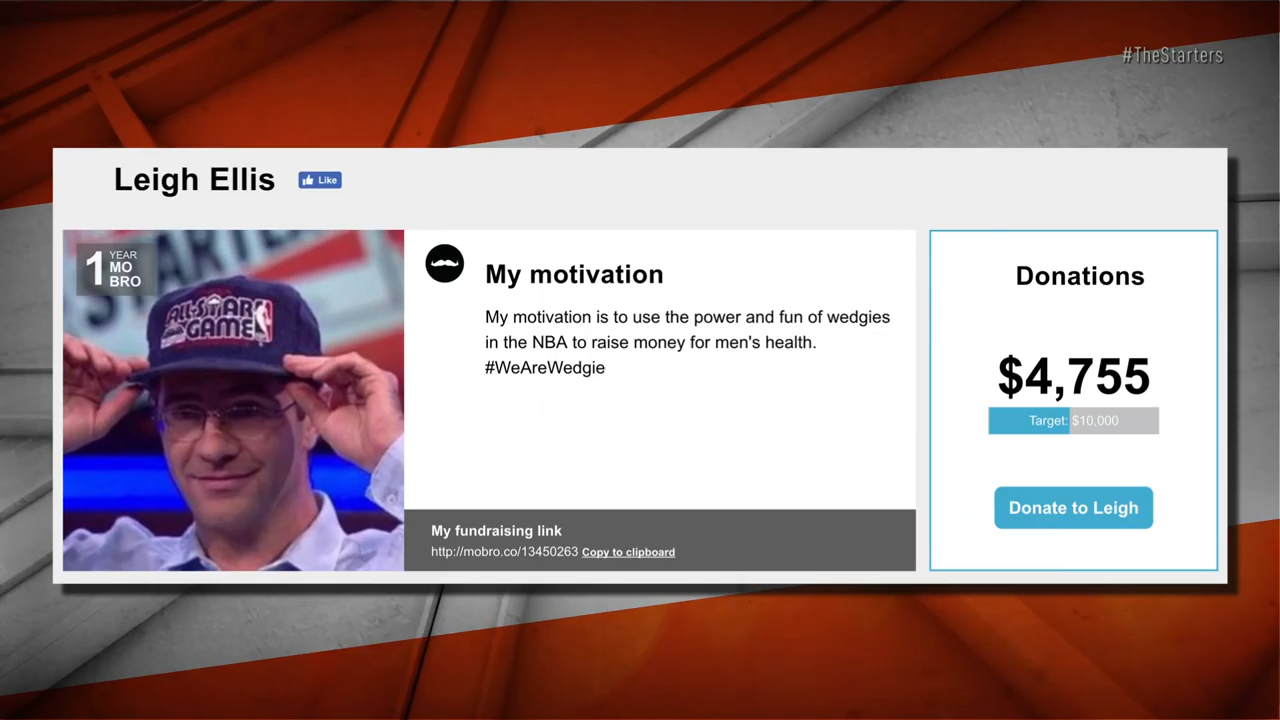 #TheStarters
Leigh Ellis
Like
1 YEAR
MO
BRO
ALL-STAR
GAME
My motivation
My motivation is to use the power and fun of wedgies
in the NBA to raise money for men's health.
#WeAreWedgie
My fundraising link
http://mobro.co/13450263 Copy to clipboard
Donations
$4,755
Target: $10,000
Donate to Leigh